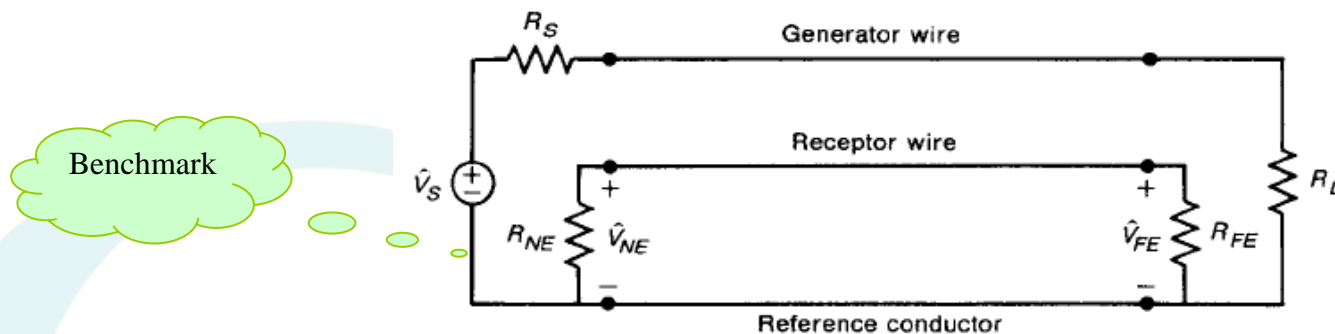 R_S
Generator wire
Benchmark
Receptor wire
+
−
V̂_S
+
+
R_L
R_NE
V̂_NE
V̂_FE
R_FE
−
−
Reference conductor